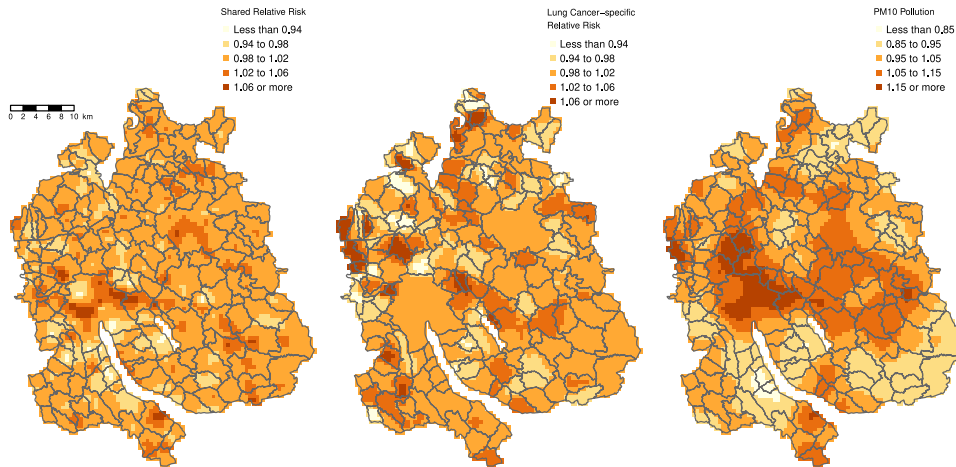 Shared Relative Risk
Less than 0.94
0.94 to 0.98
0.98 to 1.02
1.02 to 1.06
1.06 or more
km
0 2 4 6 8 10
Lung Cancer−specific
Relative Risk
Less than 0.94
0.94 to 0.98
0.98 to 1.02
1.02 to 1.06
1.06 or more
PM10 Pollution
Less than 0.85
0.85 to 0.95
0.95 to 1.05
1.05 to 1.15
1.15 or more